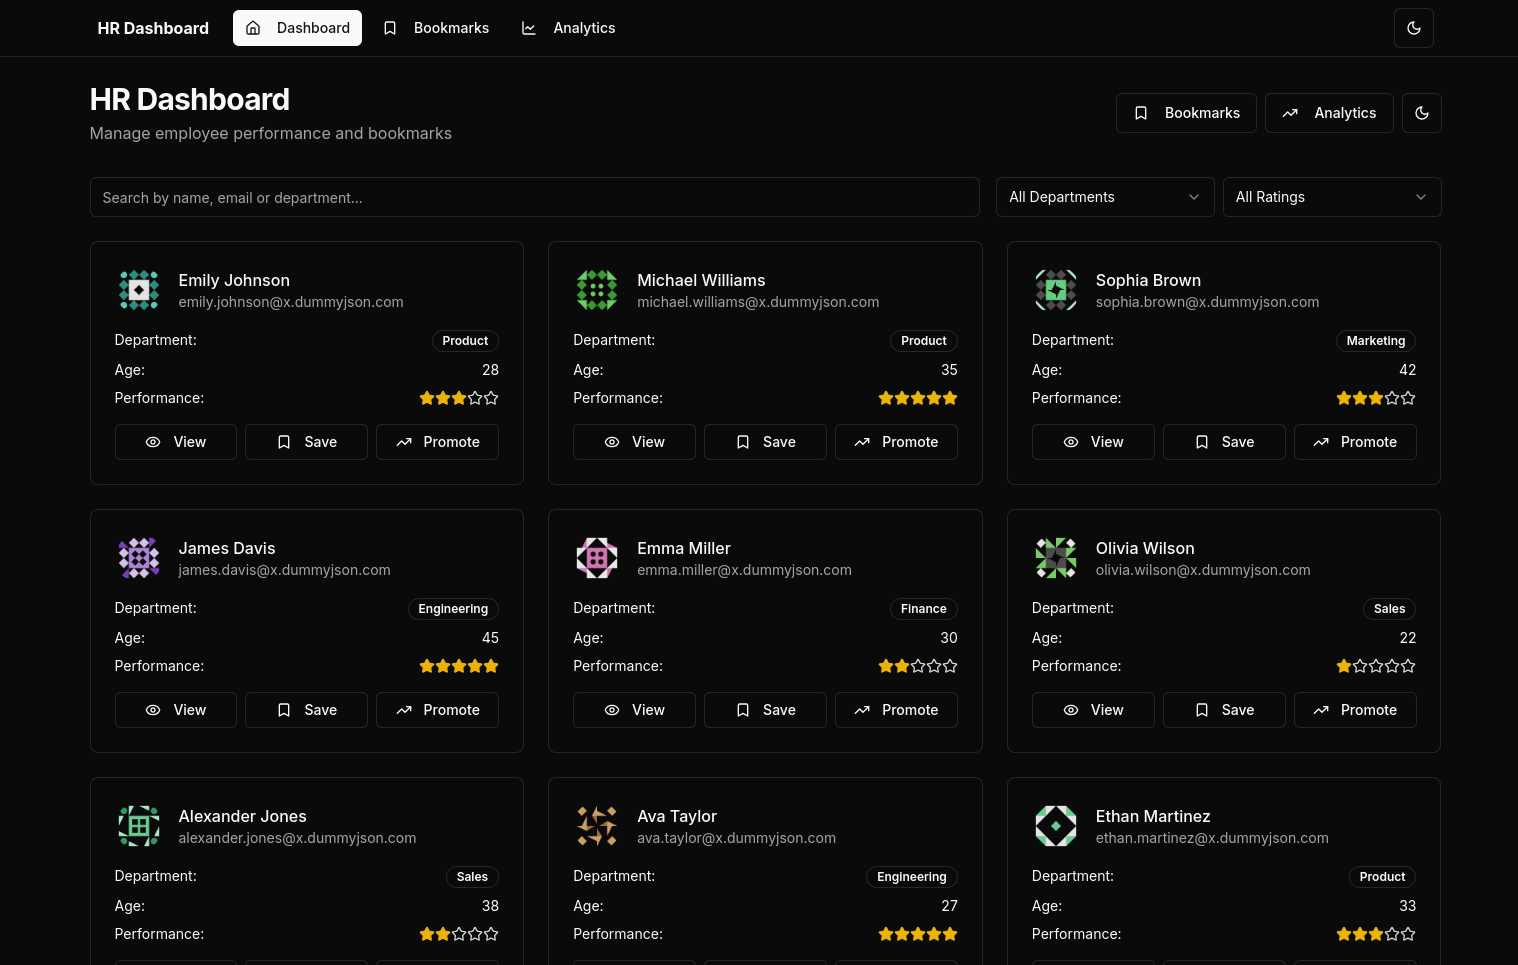 HR Dashboard Dashboard Bookmarks Analytics
HR Dashboard
Manage employee performance and bookmarks
Bookmarks Analytics
Search by name, email or department... All Departments All Ratings
Emily Johnson
emily.johnson@x.dummyjson.com
Department: Product
Age: 28
Performance:
View Save Promote
Michael Williams
michael.williams@x.dummyjson.com
Department: Product
Age: 35
Performance:
View Save Promote
Sophia Brown
sophia.brown@x.dummyjson.com
Department: Marketing
Age: 42
Performance:
View Save Promote
James Davis
james.davis@x.dummyjson.com
Department: Engineering
Age: 45
Performance:
View Save Promote
Emma Miller
emma.miller@x.dummyjson.com
Department: Finance
Age: 30
Performance:
View Save Promote
Olivia Wilson
olivia.wilson@x.dummyjson.com
Department: Sales
Age: 22
Performance:
View Save Promote
Alexander Jones
alexander.jones@x.dummyjson.com
Department: Sales
Age: 38
Performance:
Ava Taylor
ava.taylor@x.dummyjson.com
Department: Engineering
Age: 27
Performance:
Ethan Martinez
ethan.martinez@x.dummyjson.com
Department: Product
Age: 33
Performance: